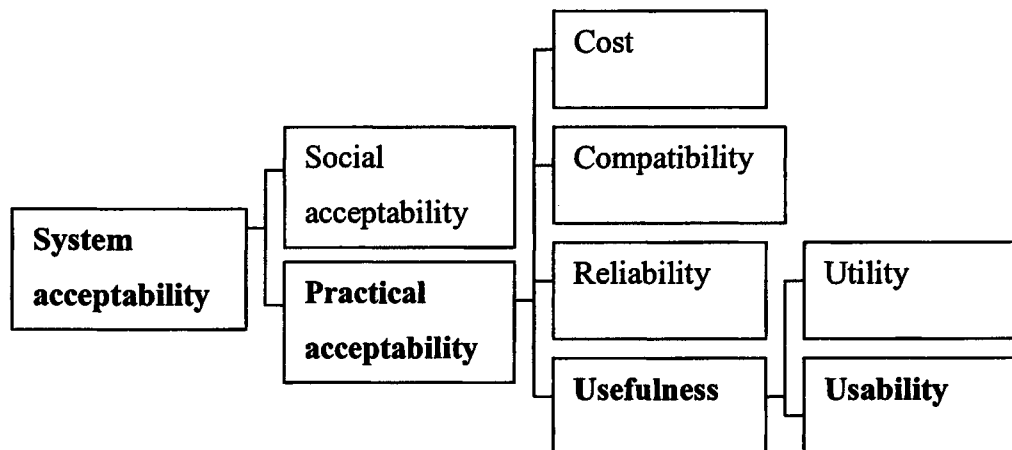 Cost
Social
acceptability
Compatibility
System
acceptability
Practical
acceptability
Reliability
Utility
Usefulness
Usability